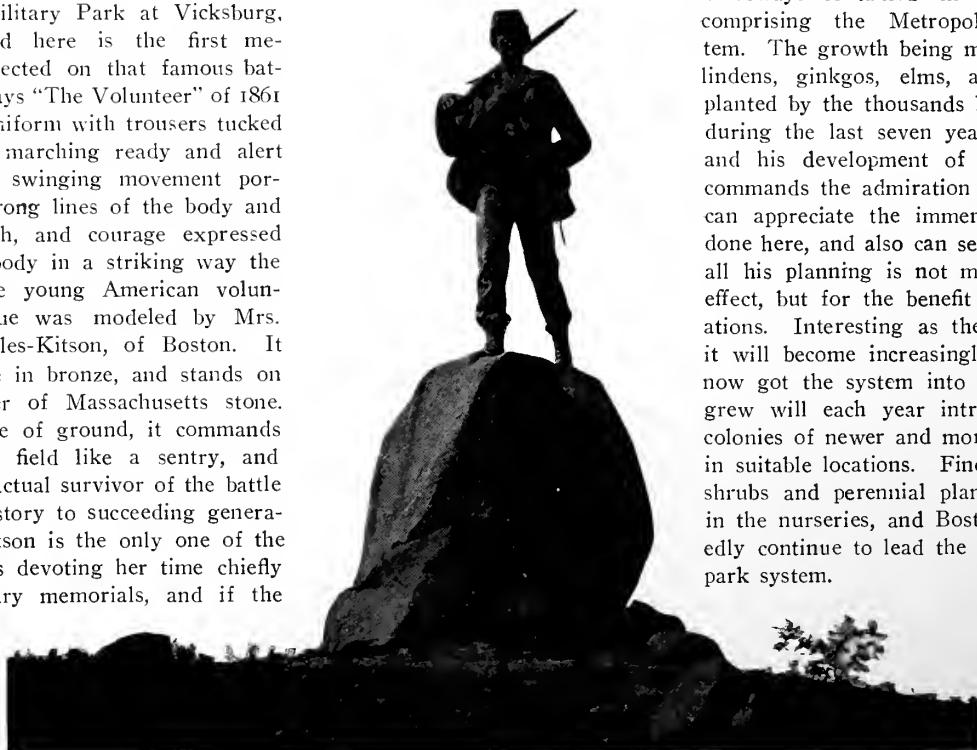 ilitary Park at Vicksburg,
d here is the first me-
ected on that famous bat-
ays “The Volunteer” of 1861
niform with trousers tucked
marching ready and alert
swinging movement por-
rong lines of the body and
h, and courage expressed
body in a striking way the
e young American volun-
ue was modeled by Mrs.
les-Kitson, of Boston. It
e in bronze, and stands on
r of Massachusetts stone.
e of ground, it commands
field like a sentry, and
actual survivor of the battle
story to succeeding genera-
tson is the only one of the
s devoting her time chiefly
ary memorials, and if the
comprising the Metropol
tem. The growth being m
lindens, ginkgos, elms, a
planted by the thousands
during the last seven yea
and his development of
commands the admiration
can appreciate the immen
done here, and also can se
all his planning is not m
effect, but for the benefit
ations. Interesting as the
it will become increasingl
now got the system into
grew will each year intr
colonies of newer and mor
in suitable locations. Fine
shrubs and perennial plan
in the nurseries, and Bost
edly continue to lead the
park system.